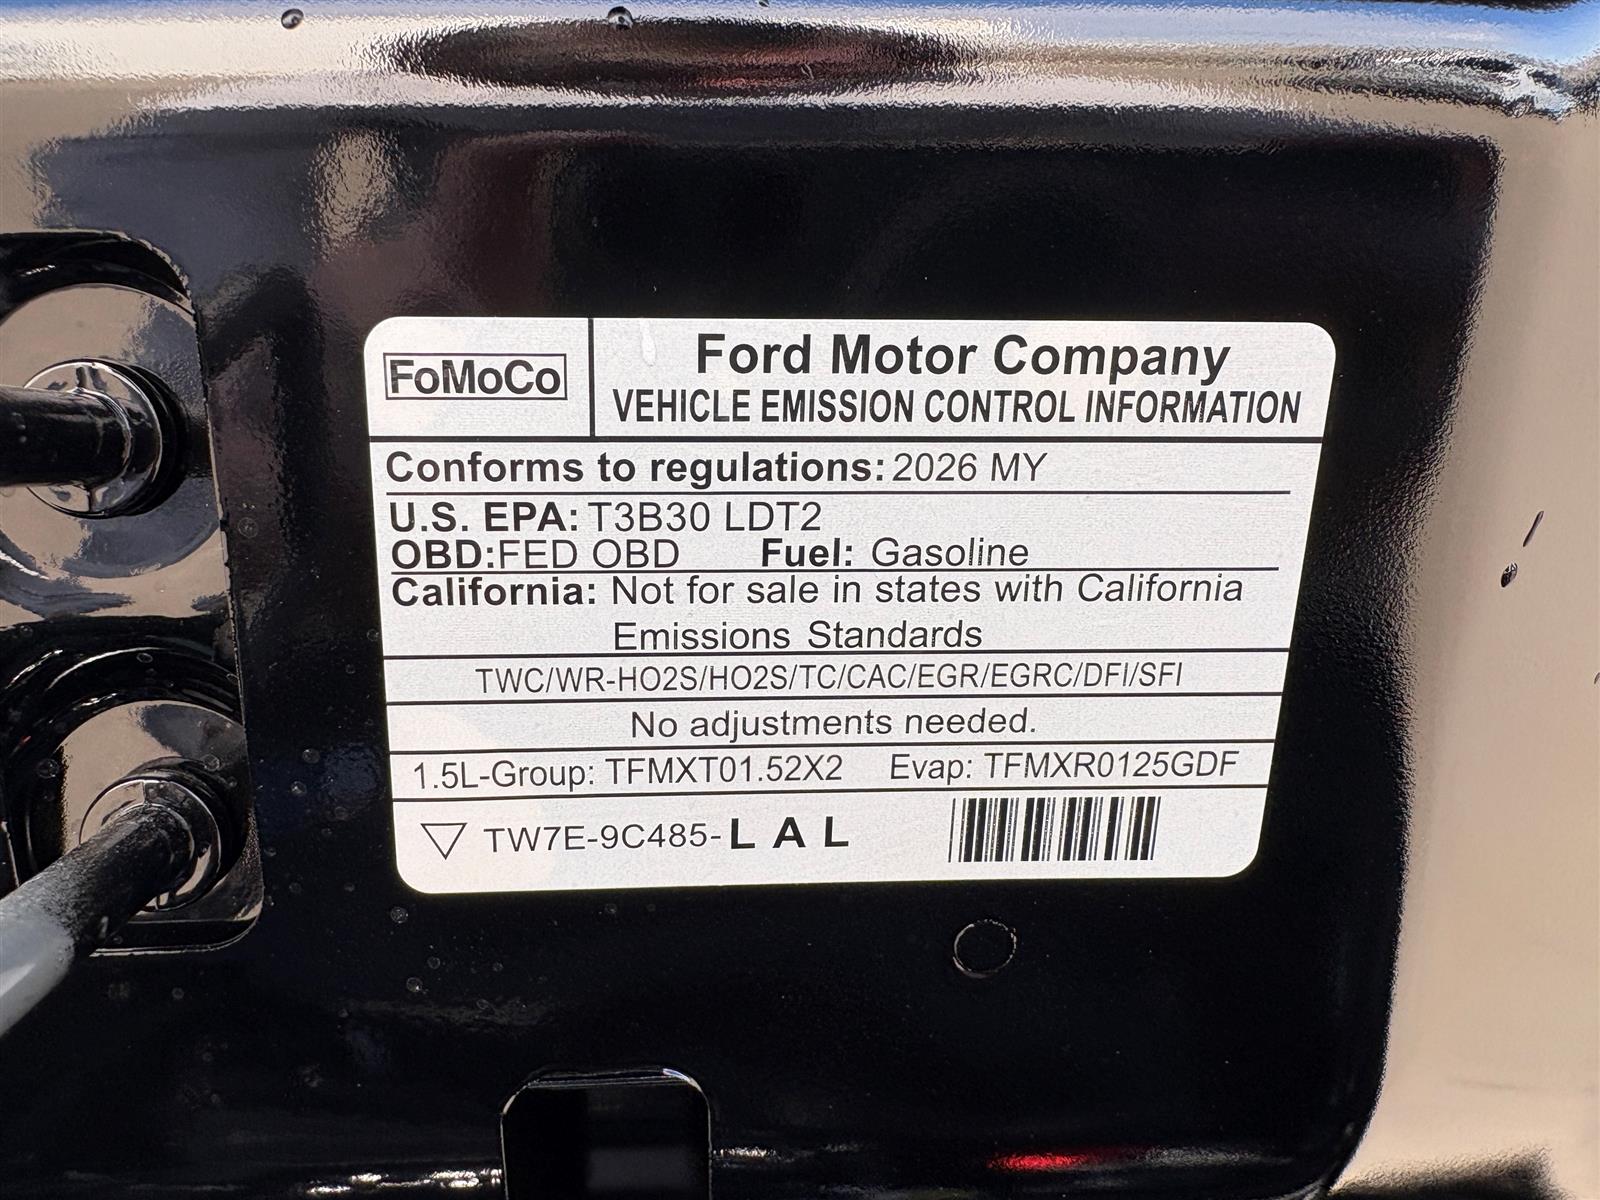 FoMoCo
Ford Motor Company
VEHICLE EMISSION CONTROL INFORMATION
Conforms to regulations: 2026 MY
U.S. EPA: T3B30 LDT2
OBD:FED OBD Fuel: Gasoline
California: Not for sale in states with California
Emissions Standards
TWC/WR-HO2S/HO2S/TC/CAC/EGR/EGRC/DFI/SFI
No adjustments needed.
1.5L-Group: TFMXT01.52X2 Evap: TFMXR0125GDF
TW7E-9C485-LAL